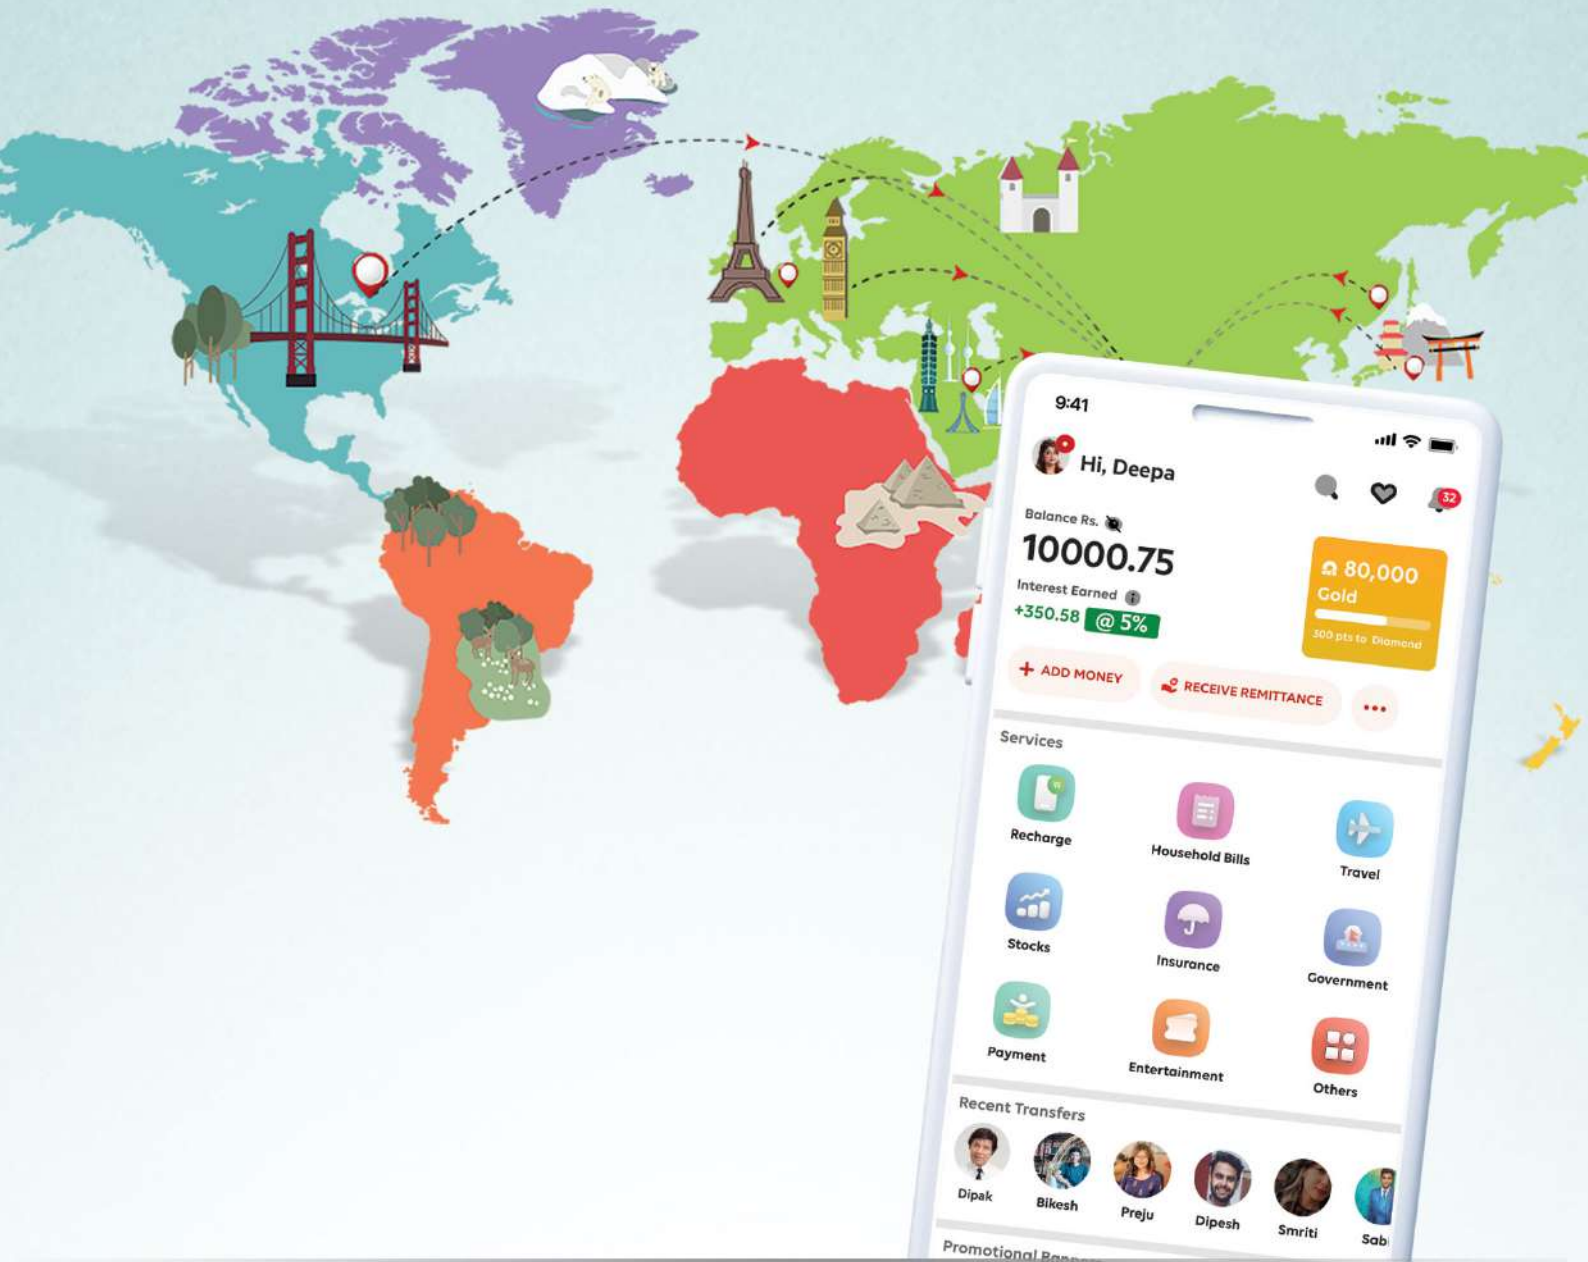 9:41
Hi, Deepa
32
Balance Rs.
10000.75
80,000
Gold
300 pts to Diamond
Interest Earned
+350.58 @ 5%
+ ADD MONEY
RECEIVE REMITTANCE
Services
Recharge
Household Bills
Travel
Stocks
Insurance
Government
Payment
Entertainment
Others
Recent Transfers
Dipak
Bikesh
Preju
Dipesh
Smriti
Sabi
Promotional